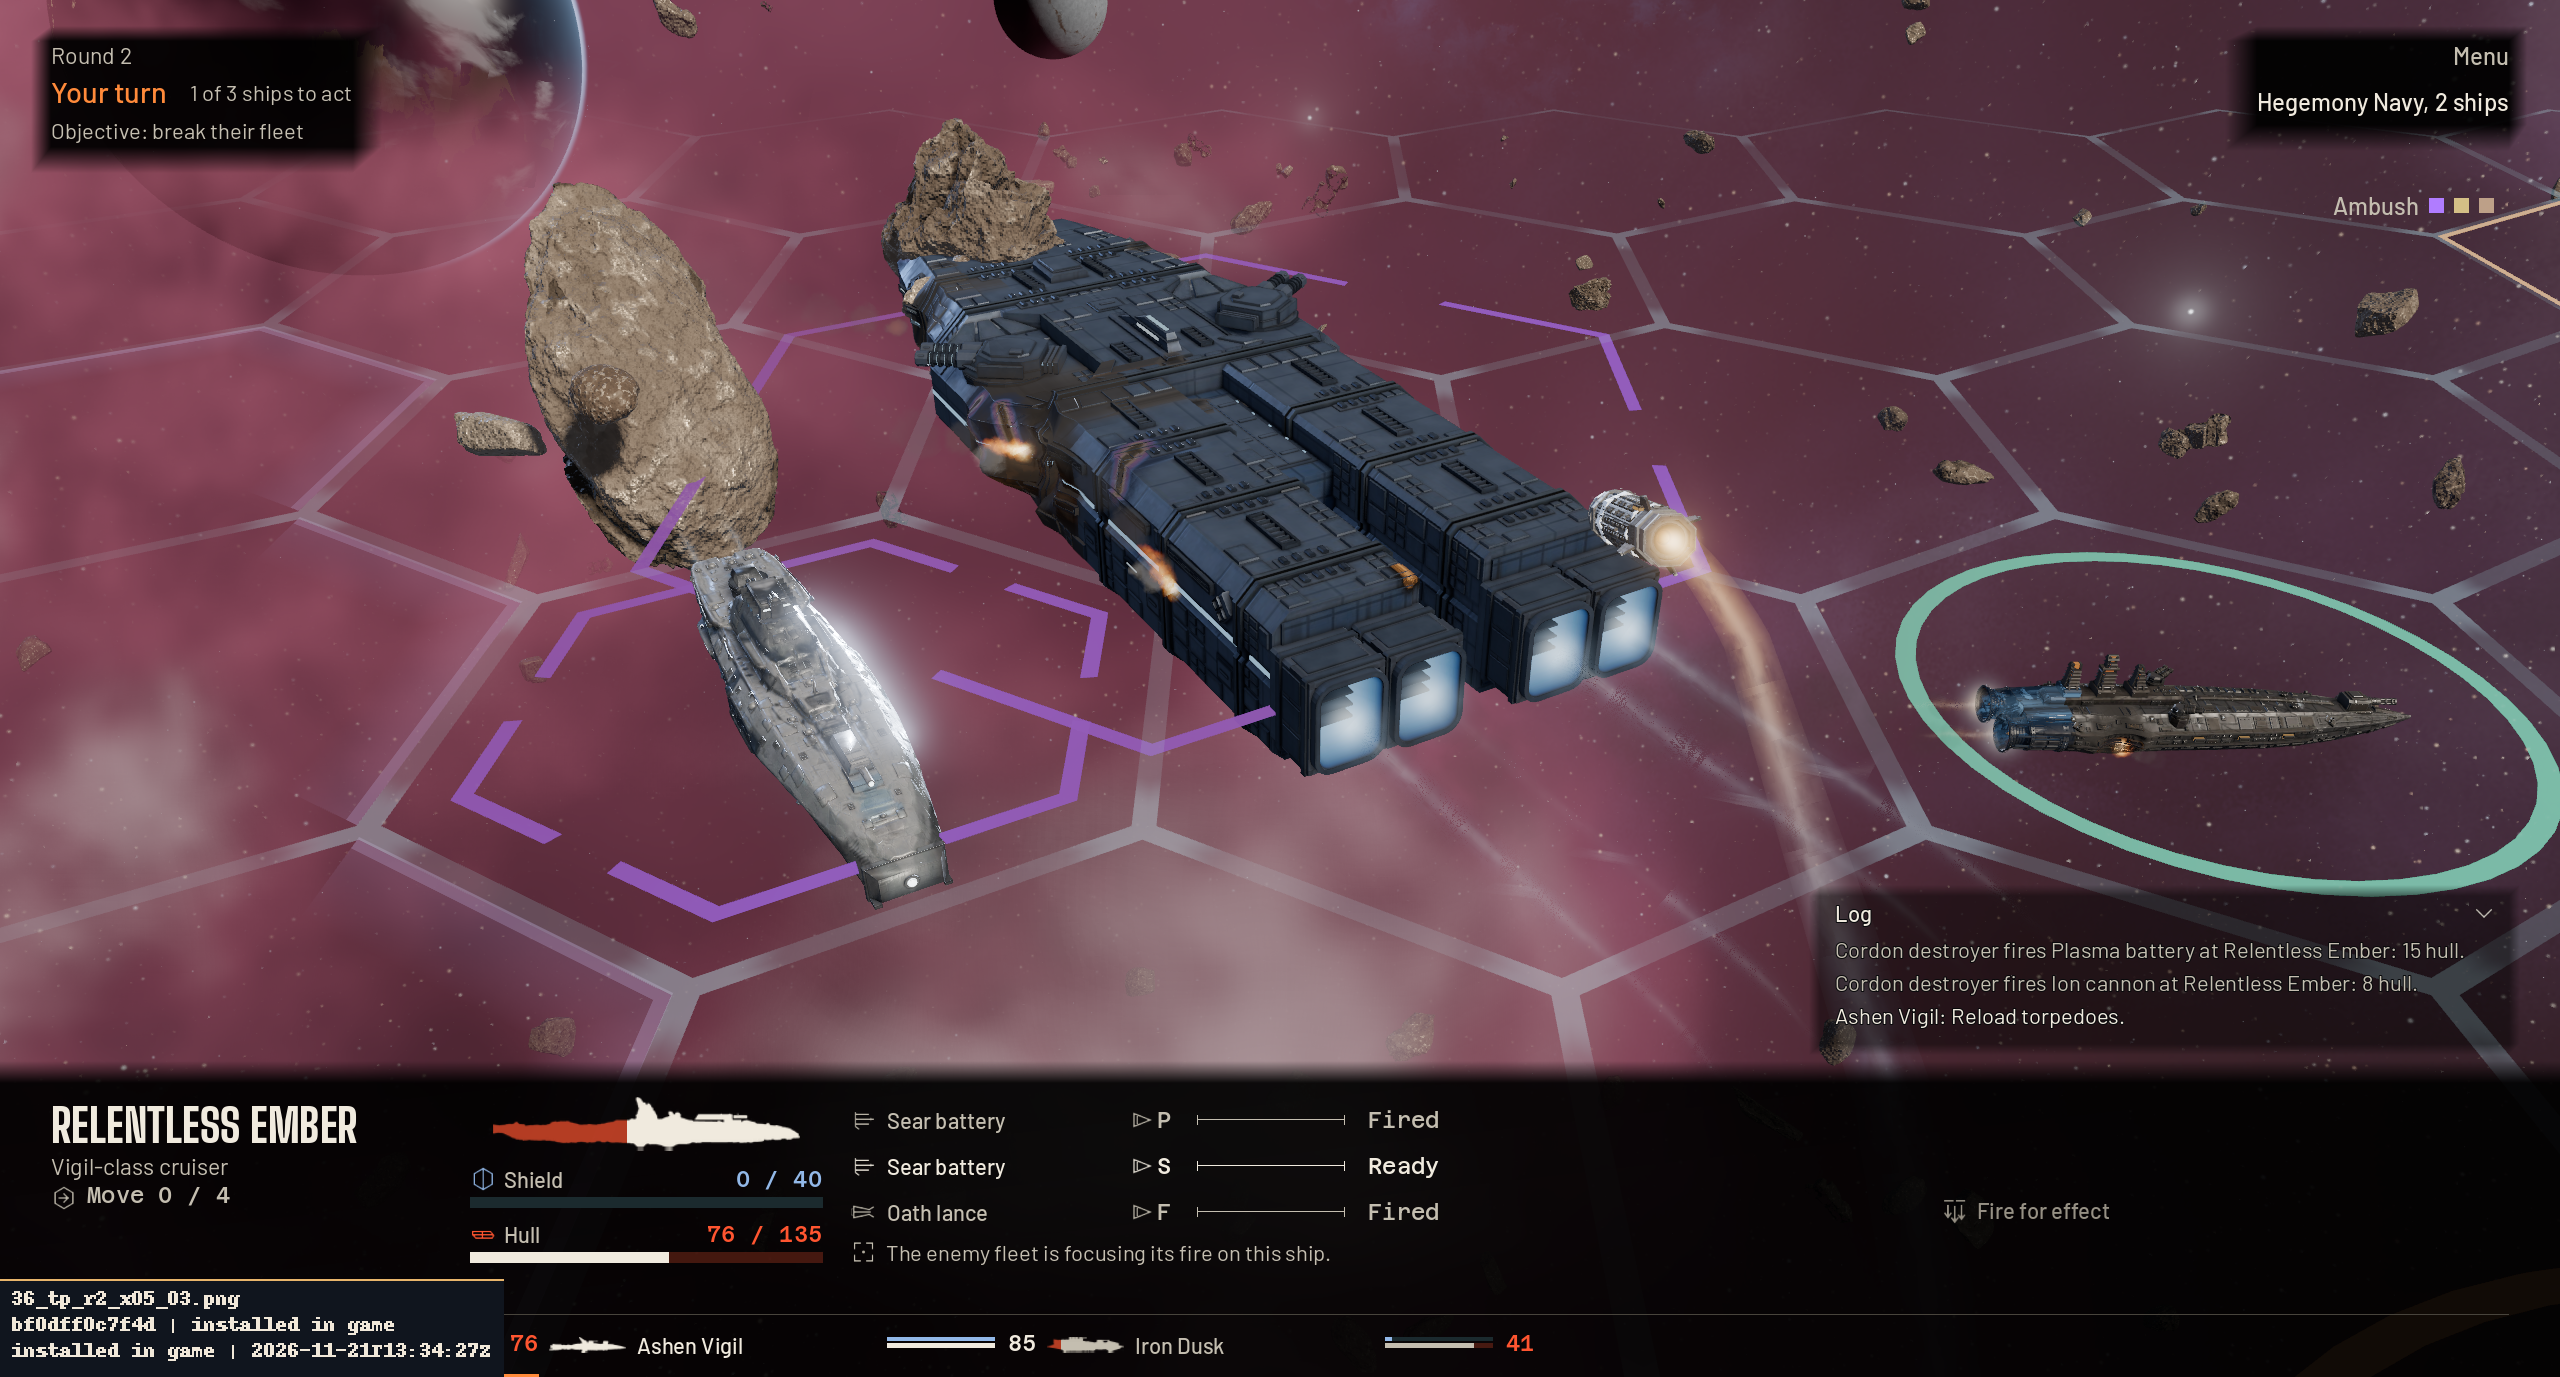 Round 2
Your turn 1 of 3 ships to act
Objective: break their fleet
Menu
Hegemony Navy, 2 ships
Ambush
Log
Cordon destroyer fires Plasma battery at Relentless Ember: 15 hull.
Cordon destroyer fires Ion cannon at Relentless Ember: 8 hull.
Ashen Vigil: Reload torpedoes.
RELENTLESS EMBER
Vigil-class cruiser
Move 0 / 4
Shield 0 / 40
Hull 76 / 135
Sear battery P Fired
Sear battery S Ready
Oath lance F Fired
The enemy fleet is focusing its fire on this ship.
Fire for effect
36_tp_r2_x05_03.png
bf0dff0c7f4d | installed in game
installed in game | 2026-11-21r13:34:27z
76 Ashen Vigil 85 Iron Dusk 41